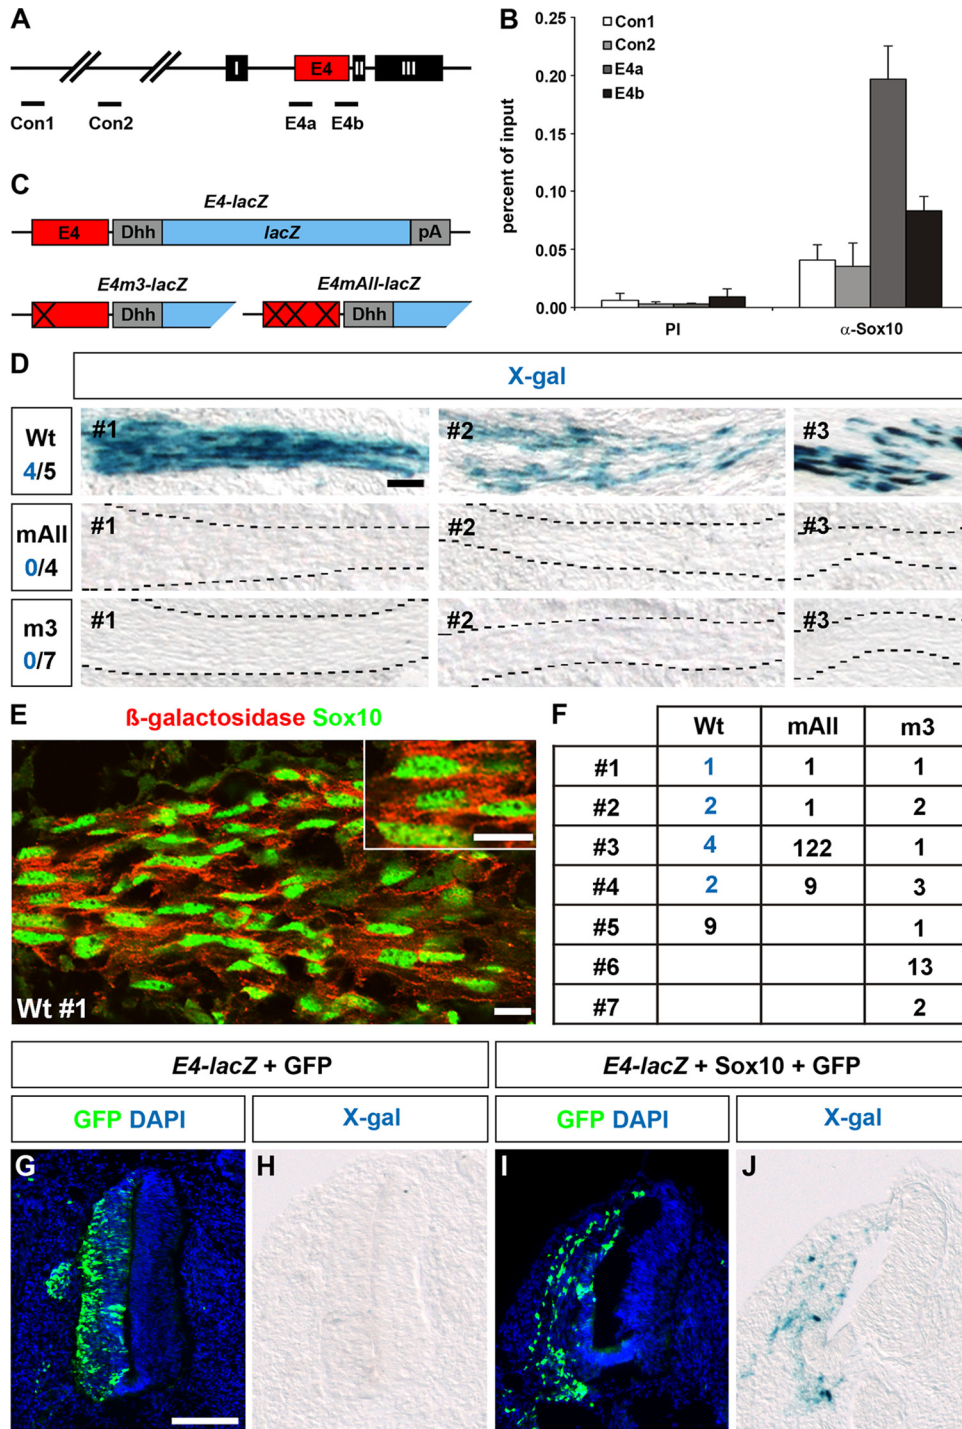 A
I
E4
II
III
Con1
Con2
E4a
E4b
B
0.25
0.20
0.15
0.10
0.05
0.00
percent of input
Con1
Con2
E4a
E4b
PI
α-Sox10
C
E4-lacZ
E4
Dhh
lacZ
pA
E4m3-lacZ
E4mAll-lacZ
Dhh
Dhh
D
X-gal
Wt
4/5
#1
#2
#3
mAll
0/4
#1
#2
#3
m3
0/7
#1
#2
#3
E
ß-galactosidase Sox10
Wt #1
F
Wt mAll m3
#1 1 1 1
#2 2 1 2
#3 4 122 1
#4 2 9 3
#5 9 1
#6 13
#7 2
E4-lacZ + GFP
E4-lacZ + Sox10 + GFP
GFP DAPI
X-gal
GFP DAPI
X-gal
G
H
I
J